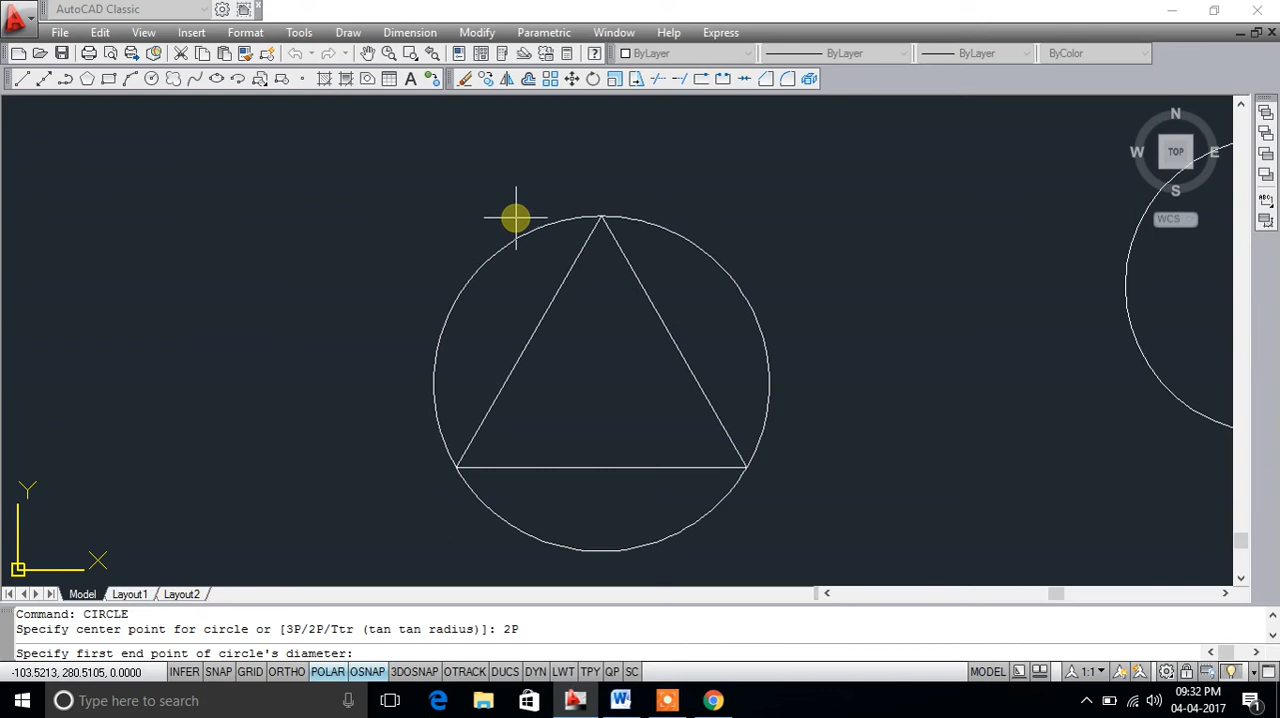 AutoCAD Classic
File Edit View Insert Format Tools Draw Dimension Modify Parametric Window Help Express
ByLayer ByLayer ByLayer ByColor
N
W TOP E
S
WCS
Y
X
Model Layout1 Layout2
Command: CIRCLE
Specify center point for circle or [3P/2P/Ttr (tan tan radius)]: 2P
Specify first end point of circle's diameter:
-103.5213, 280.5105, 0.0000 INFER SNAP GRID ORTHO POLAR OSNAP 3DOSNAP OTRACK DUCS DYN LWT TPY QP SC MODEL 1:1
Type here to search
09:32 PM
04-04-2017